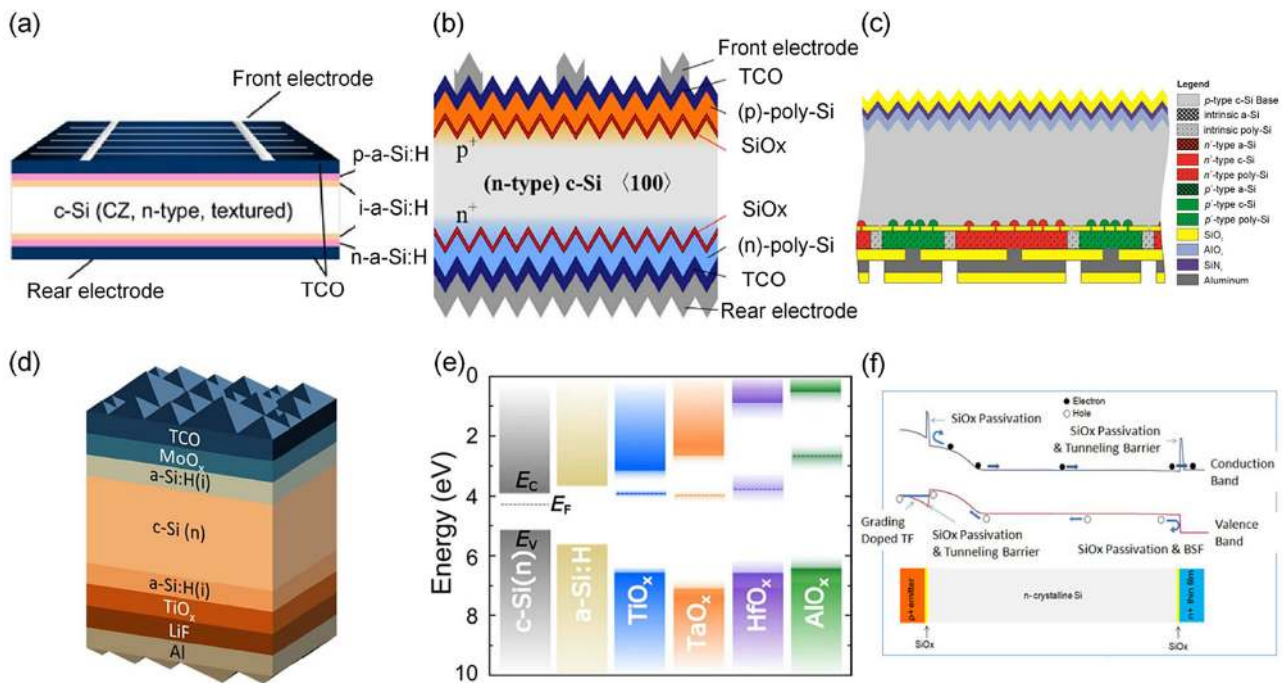 (a)
Front electrode
p-a-Si:H
c-Si (CZ, n-type, textured)
i-a-Si:H
n-a-Si:H
Rear electrode
TCO
(b)
Front electrode
TCO
(p)-poly-Si
p+
SiOx
(n-type) c-Si ⟨100⟩
n+
SiOx
(n)-poly-Si
TCO
Rear electrode
(c)
Legend
p-type c-Si Base
intrinsic a-Si
intrinsic poly-Si
n+-type a-Si
n+-type c-Si
n+-type poly-Si
p+-type a-Si
p+-type c-Si
p+-type poly-Si
SiOx
AlOx
SiNx
Aluminum
(d)
TCO
MoOx
a-Si:H(i)
c-Si (n)
a-Si:H(i)
TiOx
LiF
Al
(e)
Energy (eV)
0
2
4
6
8
10
EC
EF
EV
c-Si(n)
a-Si:H
TiOx
TaOx
HfOx
AlOx
(f)
Electron
Hole
SiOx Passivation
SiOx Passivation
& Tunneling Barrier
Conduction
Band
Grading
Doped TF
SiOx Passivation
& Tunneling Barrier
SiOx Passivation & BSF
Valence
Band
p+ emitter
n-crystalline Si
n+ thin film
SiOx
SiOx